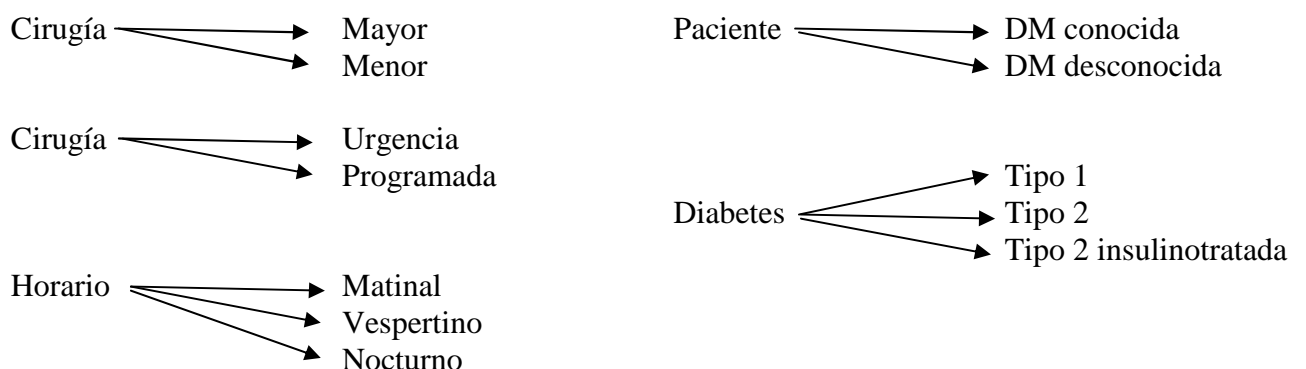 Cirugía
Mayor
Menor
Cirugía
Urgencia
Programada
Horario
Matinal
Vespertino
Nocturno
Paciente
DM conocida
DM desconocida
Diabetes
Tipo 1
Tipo 2
Tipo 2 insulinotratada